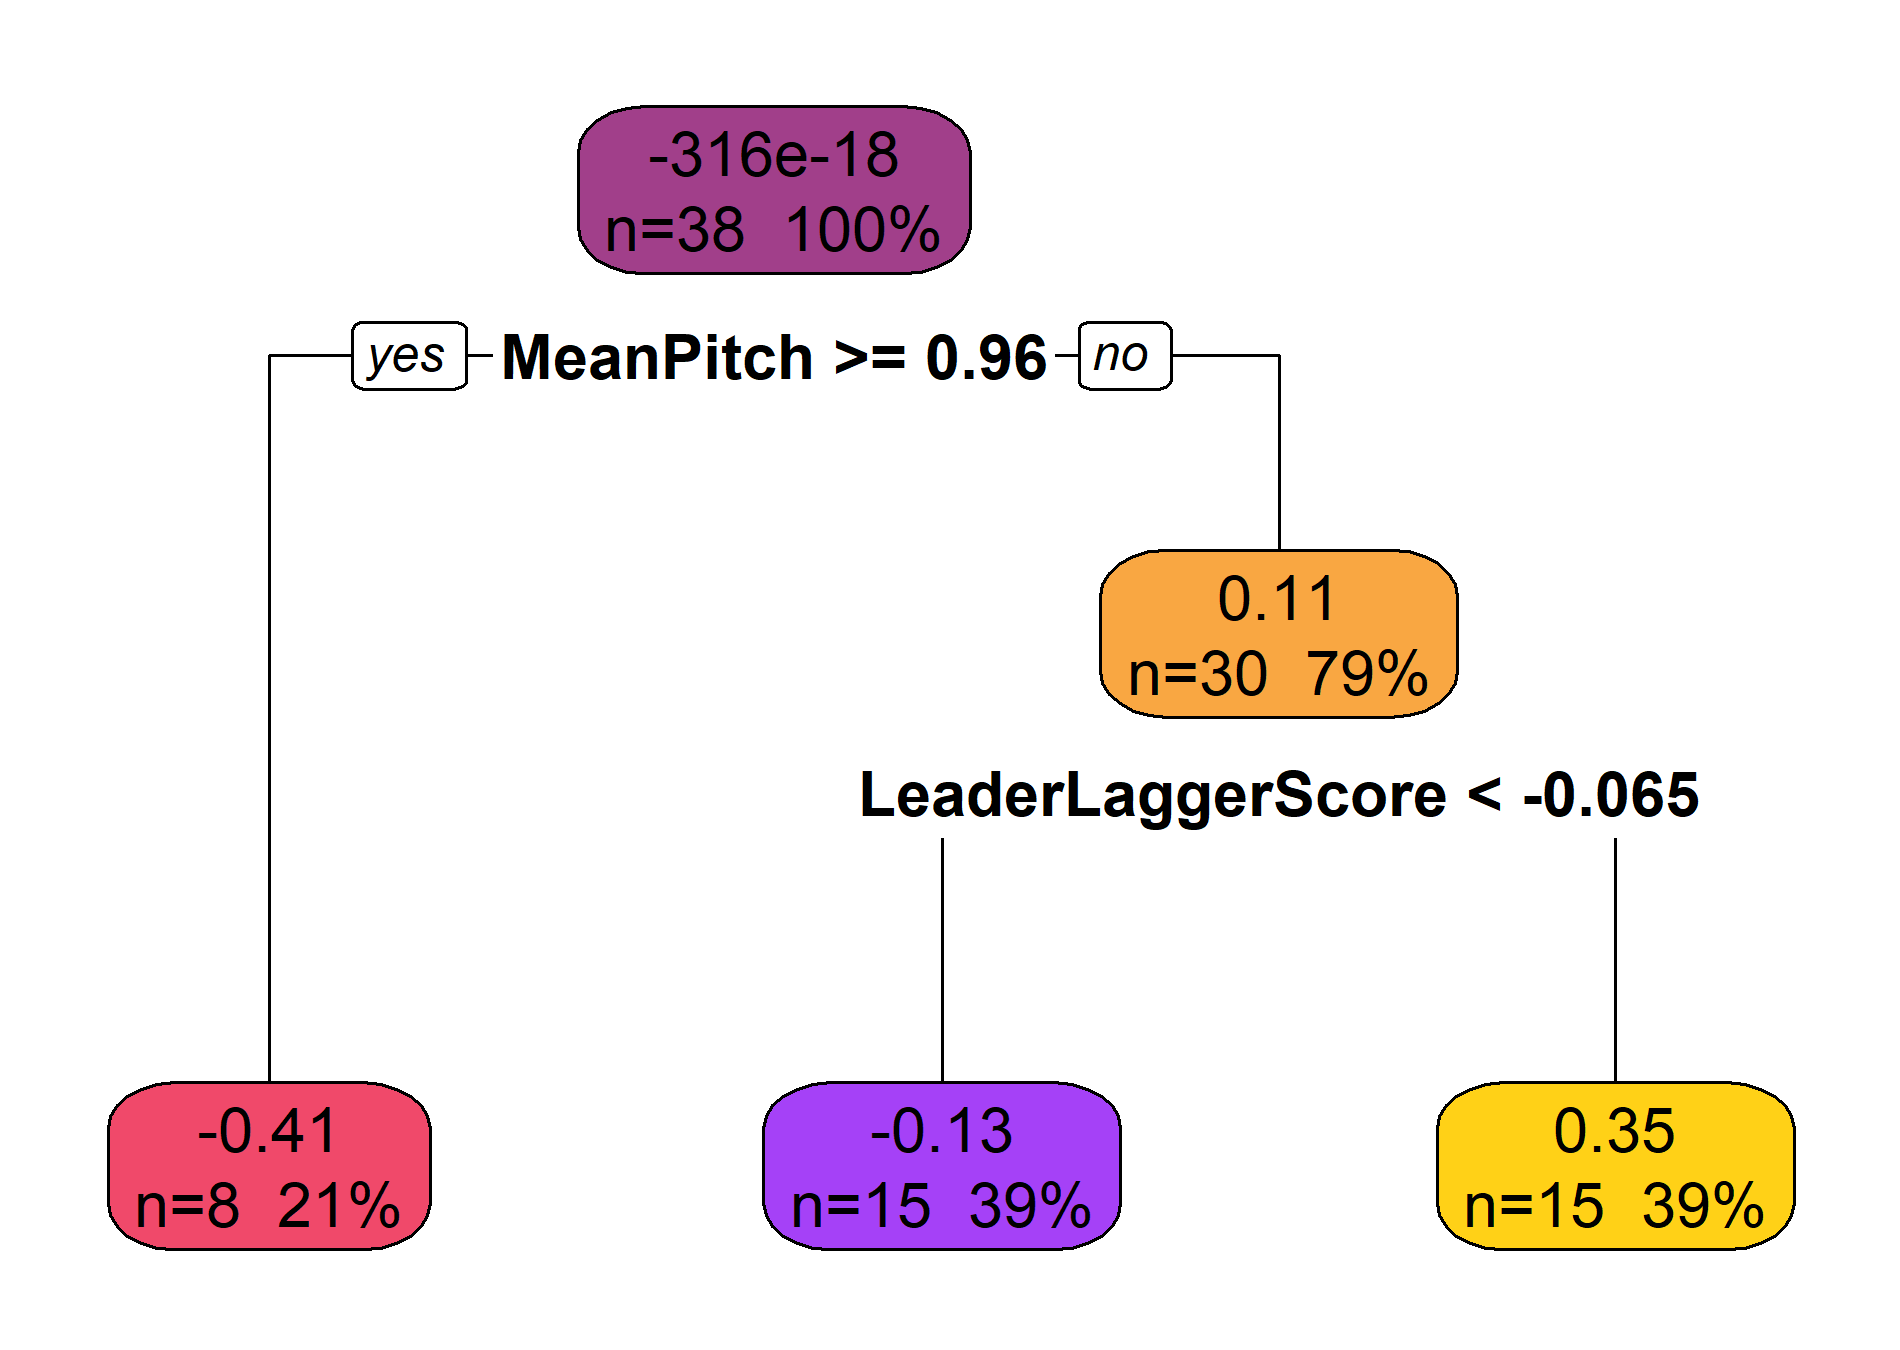 -316e-18
n=38 100%
yes MeanPitch >= 0.96 no
0.11
n=30 79%
LeaderLaggerScore < -0.065
-0.41
n=8 21%
-0.13
n=15 39%
0.35
n=15 39%